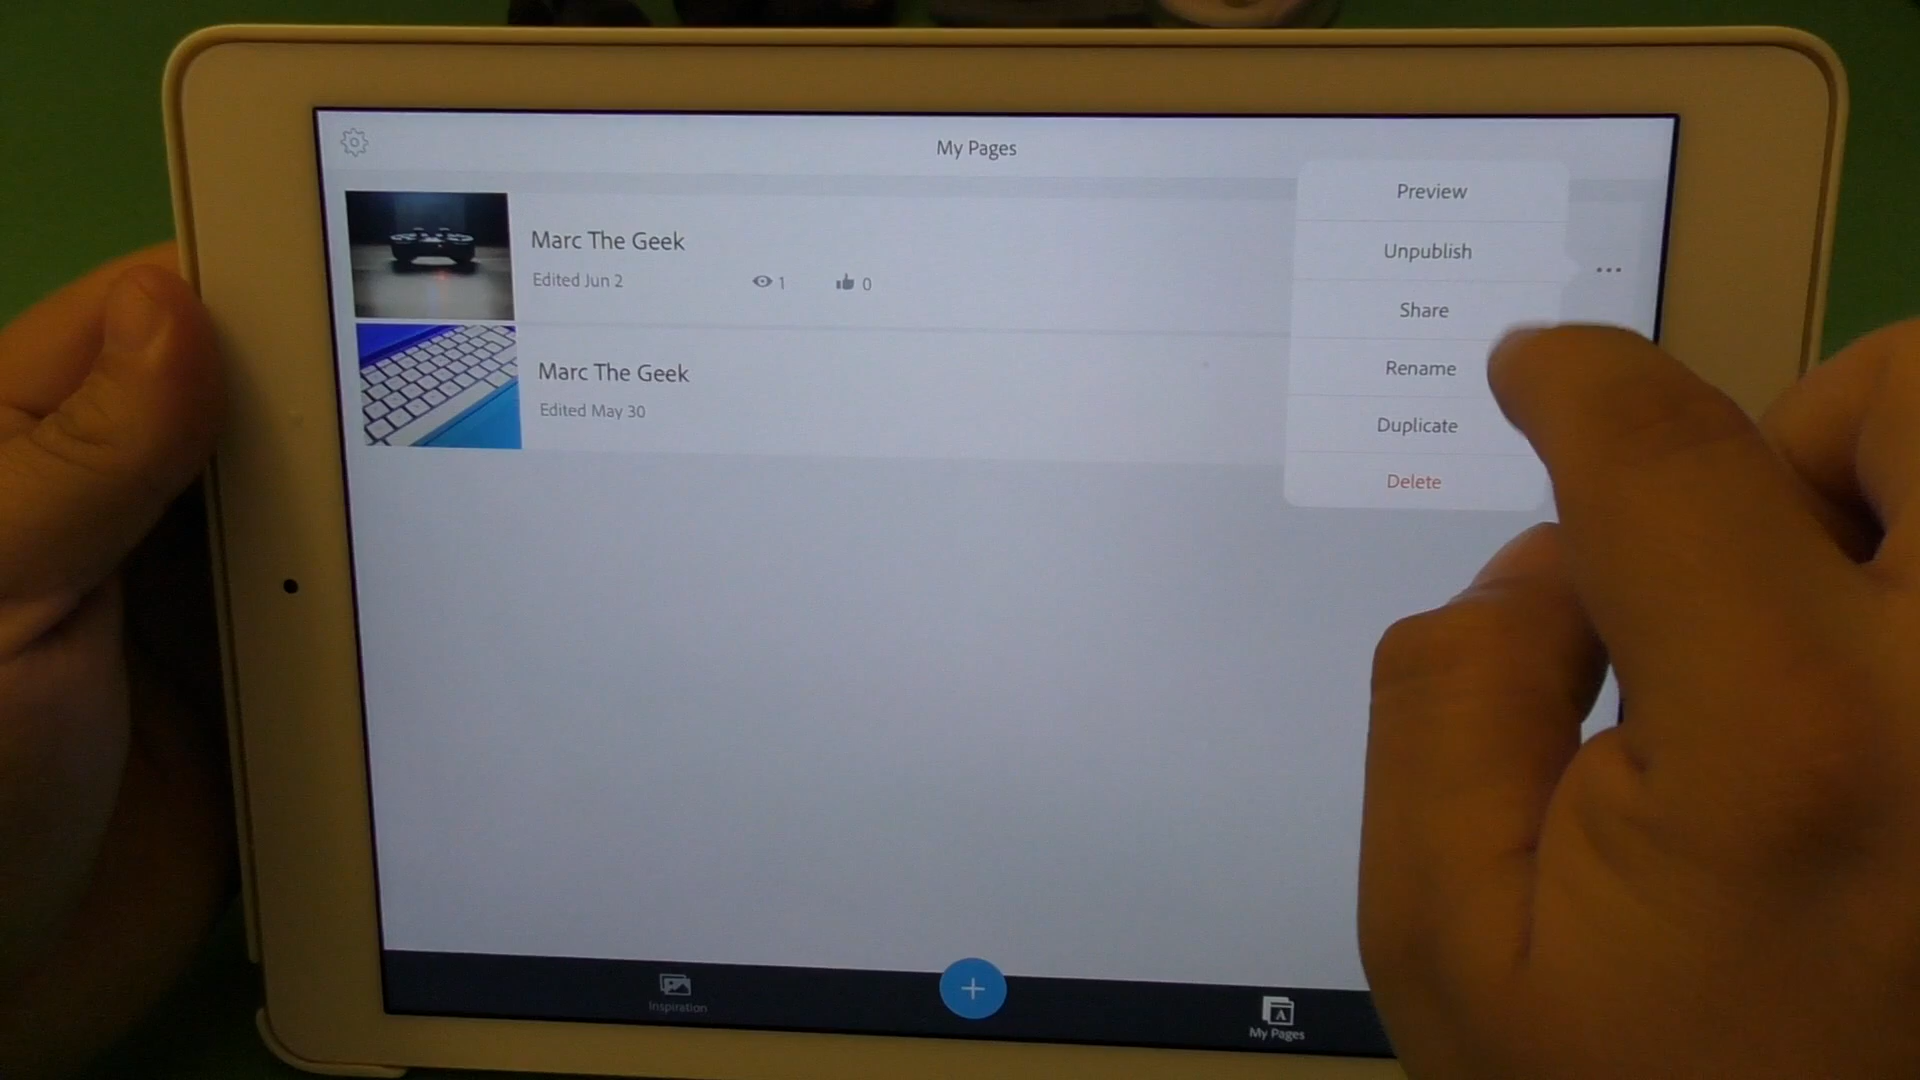 My Pages
Marc The Geek
Edited Jun 2
1
0
Marc The Geek
Edited May 30
Preview
Unpublish
Share
Rename
Duplicate
Delete
Inspiration
+
A
My Pages